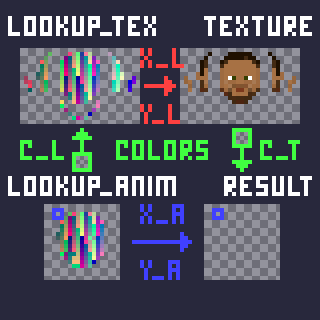 LOOKUP_TEX TEXTURE
X_L
Y_L
C_L COLORS C_T
LOOKUP_ANIM RESULT
X_A
Y_A